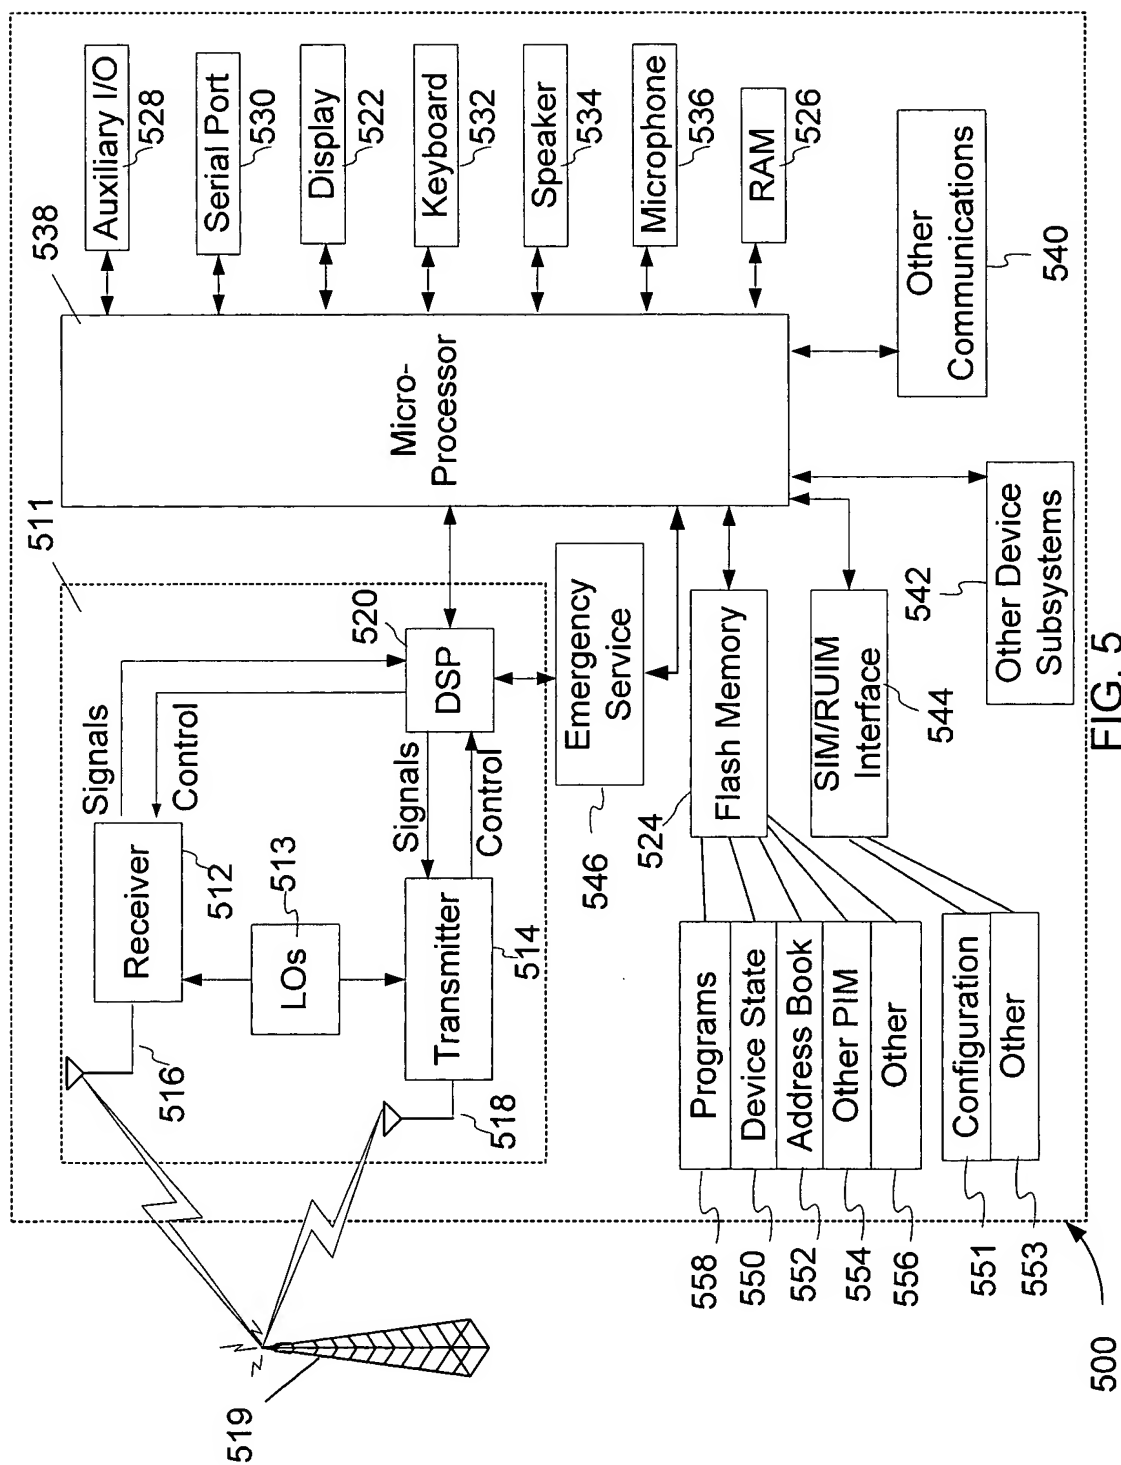 538
Auxiliary I/O
528
Serial Port
530
Display
522
Keyboard
532
Speaker
534
Microphone
536
RAM
526
Other
Communications
540
Micro-
Processor
511
520
DSP
Signals
Control
Signals
Control
Receiver
512
LOs
513
Transmitter
514
516
518
519
Emergency
Service
546
Flash Memory
524
SIM/RUIM
Interface
544
Other Device
Subsystems
542
Programs
558
Device State
550
Address Book
552
Other PIM
554
Other
556
Configuration
551
Other
553
500
FIG. 5